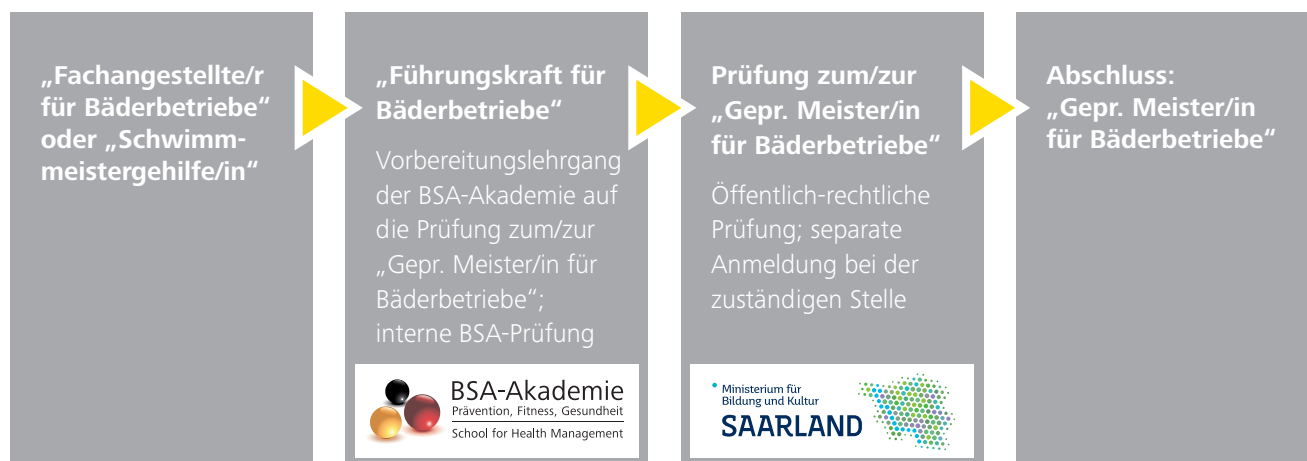 „Fachangestellte/r
für Bäderbetriebe“
oder „Schwimm-
meistergehilfe/in“
„Führungskraft für
Bäderbetriebe“
Vorbereitungslehrgang
der BSA-Akademie auf
die Prüfung zum/zur
„Gepr. Meister/in für
Bäderbetriebe“;
interne BSA-Prüfung
BSA-Akademie
Prävention, Fitness, Gesundheit
School for Health Management
Prüfung zum/zur
„Gepr. Meister/in
für Bäderbetriebe“
Öffentlich-rechtliche
Prüfung; separate
Anmeldung bei der
zuständigen Stelle
Ministerium für
Bildung und Kultur
SAARLAND
Abschluss:
„Gepr. Meister/in
für Bäderbetriebe“